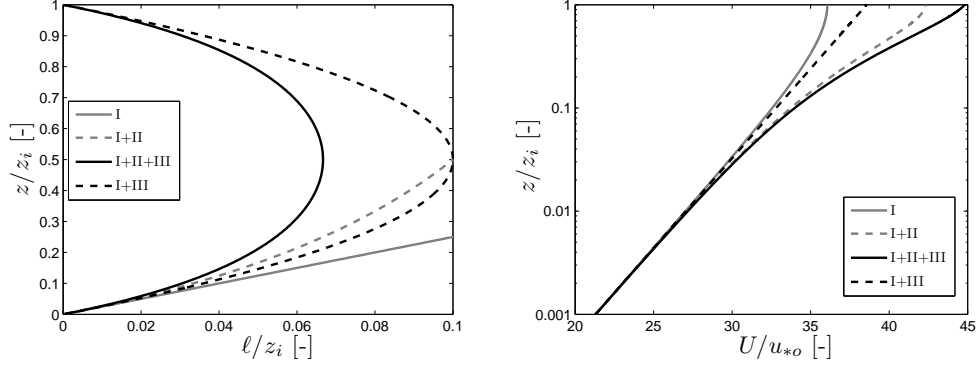 1
0.9
0.8
0.7
0.6
0.5
0.4
0.3
0.2
0.1
0
z/z_i [-]
I
I+II
I+II+III
I+III
0 0.02 0.04 0.06 0.08 0.1
ℓ/z_i [-]
1
0.1
0.01
0.001
z/z_i [-]
I
I+II
I+II+III
I+III
20 25 30 35 40 45
U/u_{*o} [-]